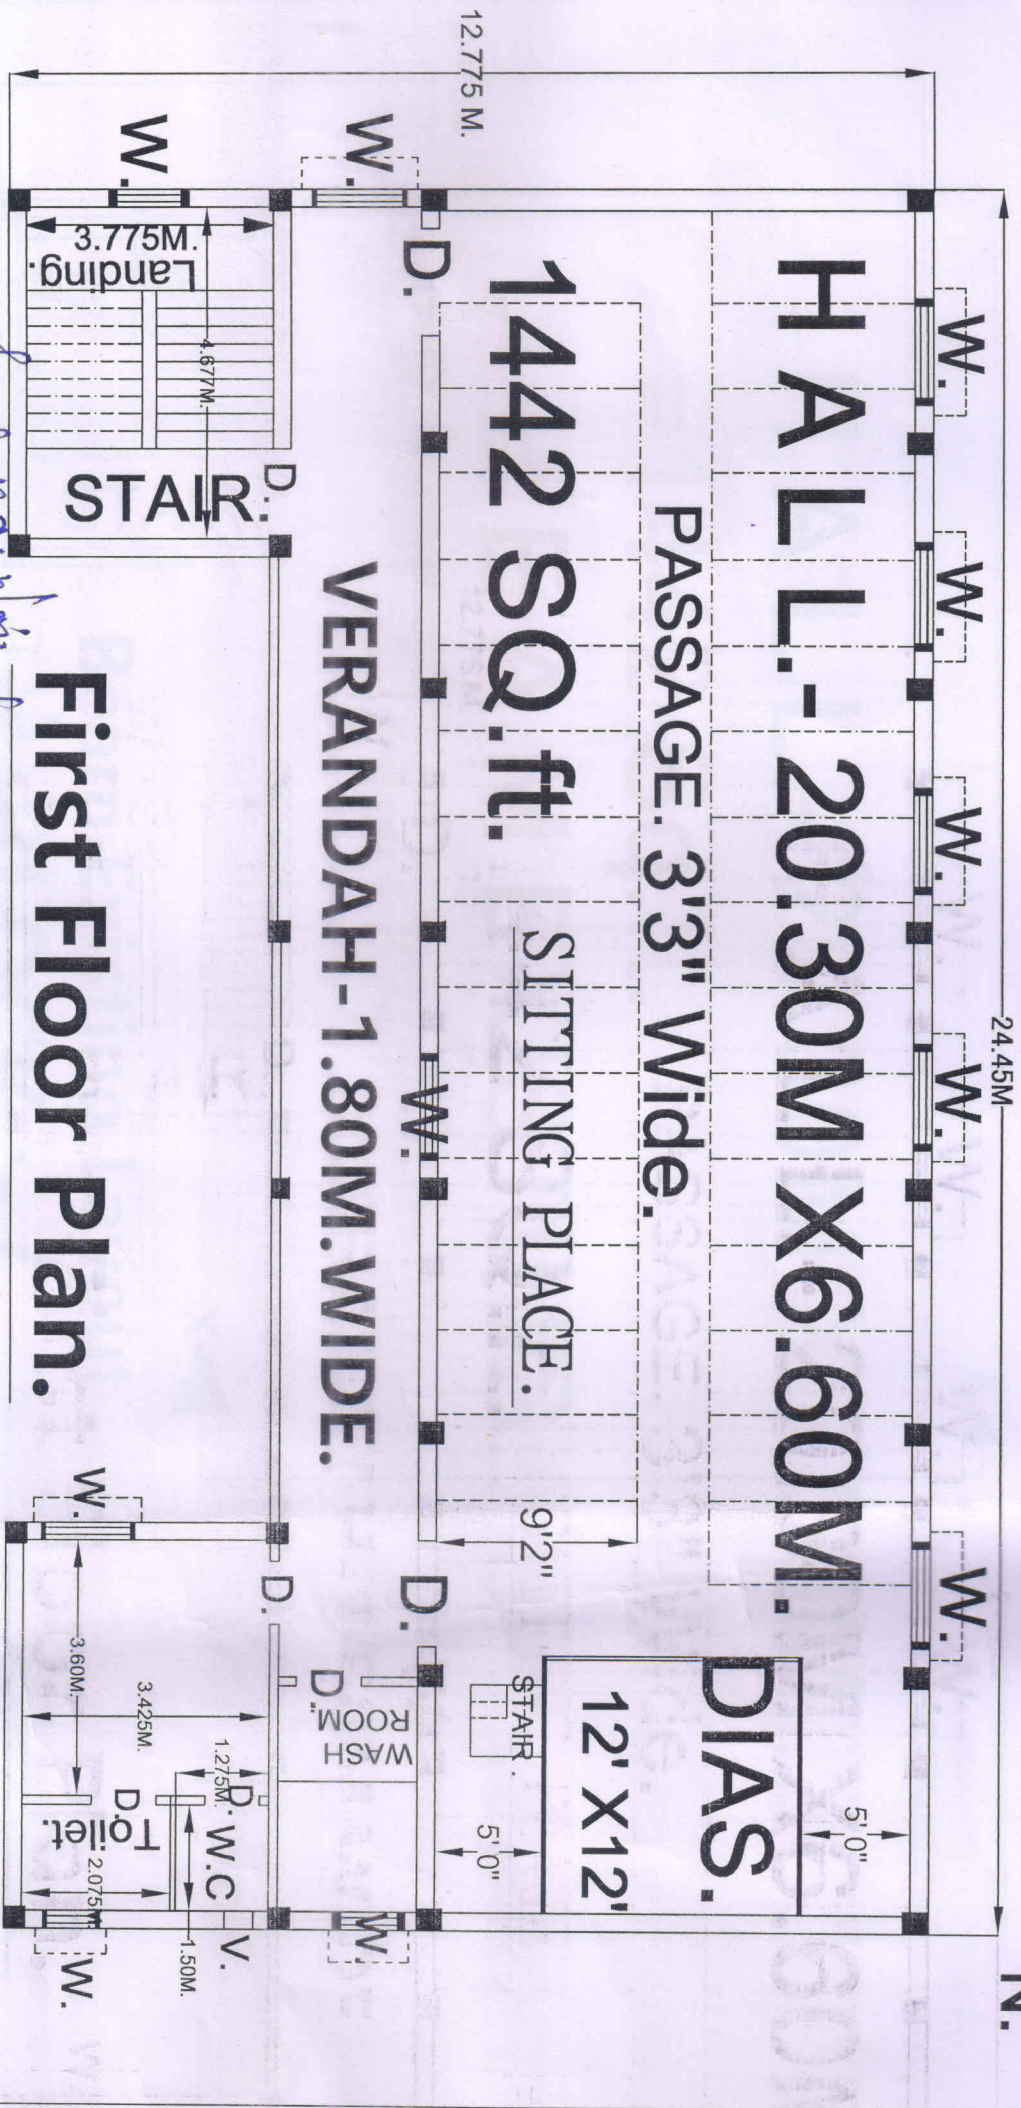 N.
24.45M
12.775 M.
W.
W.
W.
W.
W.
HALL.-20.30M X6.60M.
PASSAGE. 3'3" Wide.
1442 SQ.ft.
SITTING PLACE.
9'2"
DIAS.
12' X12'
5' 0"
5' 0"
STAIR.
D.
W.
D.
W.
VERANDAH-1.80M.WIDE.
WASH
ROOM
D.
W.
W.
3.775M.
Landing.
4.677M.
STAIR.
D.
D.
W.
3.60M.
3.425M.
1.275M.
D.
W.C
D.
Toilet.
2.075M.
1.50M.
V.
W.
First Floor Plan.